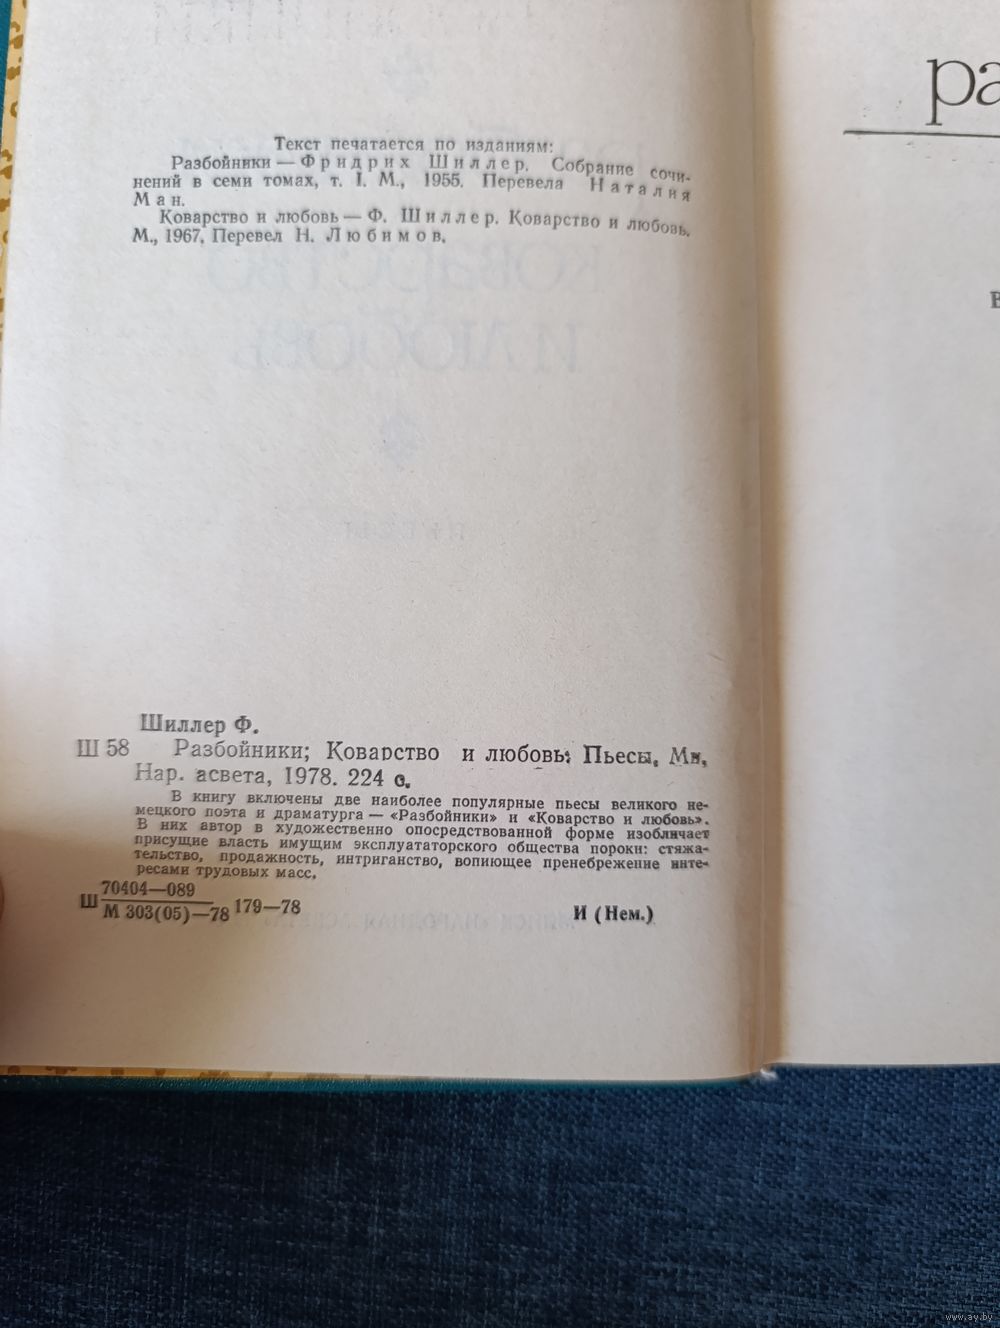 Текст печатается по изданиям:
Разбойники — Фридрих Шиллер. Собрание сочи-
нений в семи томах, т. I. М., 1955. Перевела Наталия
Ман.
Коварство и любовь — Ф. Шиллер. Коварство и любовь.
М., 1967. Перевел Н. Любимов.
Шиллер Ф.
Ш 58 Разбойники; Коварство и любовь: Пьесы. Мн.,
Нар. асвета, 1978. 224 с.
В книгу включены две наиболее популярные пьесы великого не-
мецкого поэта и драматурга — «Разбойники» и «Коварство и любовь».
В них автор в художественно опосредствованной форме изобличает
присущие власть имущим эксплуататорского общества пороки: стяжа-
тельство, продажность, интриганство, вопиющее пренебрежение инте-
ресами трудовых масс.
Ш 70404—089
М 303(05)—78 179—78
И (Нем.)
ра
В
www.ay.by